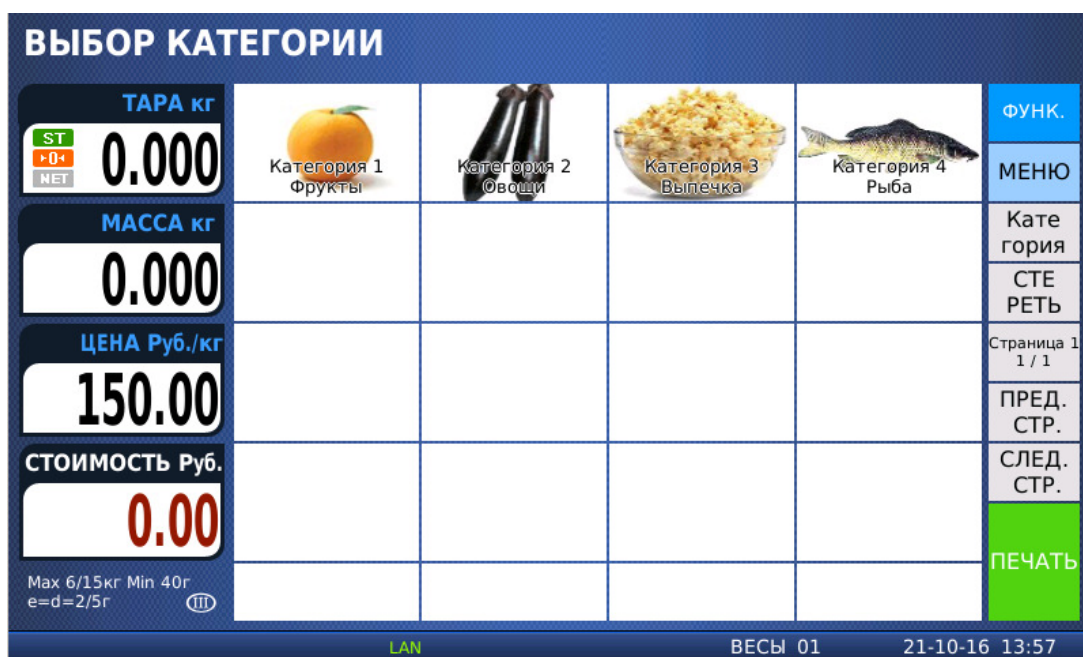 ВЫБОР КАТЕГОРИИ
ТАРА кг
ST
0
NET
0.000
МАССА кг
0.000
ЦЕНА Руб./кг
150.00
СТОИМОСТЬ Руб.
0.00
Max 6/15кг Min 40г
e=d=2/5г
III
Категория 1
Фрукты
Категория 2
Овощи
Категория 3
Выпечка
Категория 4
Рыба
ФУНК.
МЕНЮ
Кате
гория
СТЕ
РЕТЬ
Страница 1
1 / 1
ПРЕД.
СТР.
СЛЕД.
СТР.
ПЕЧАТЬ
LAN
ВЕСЫ 01
21-10-16 13:57